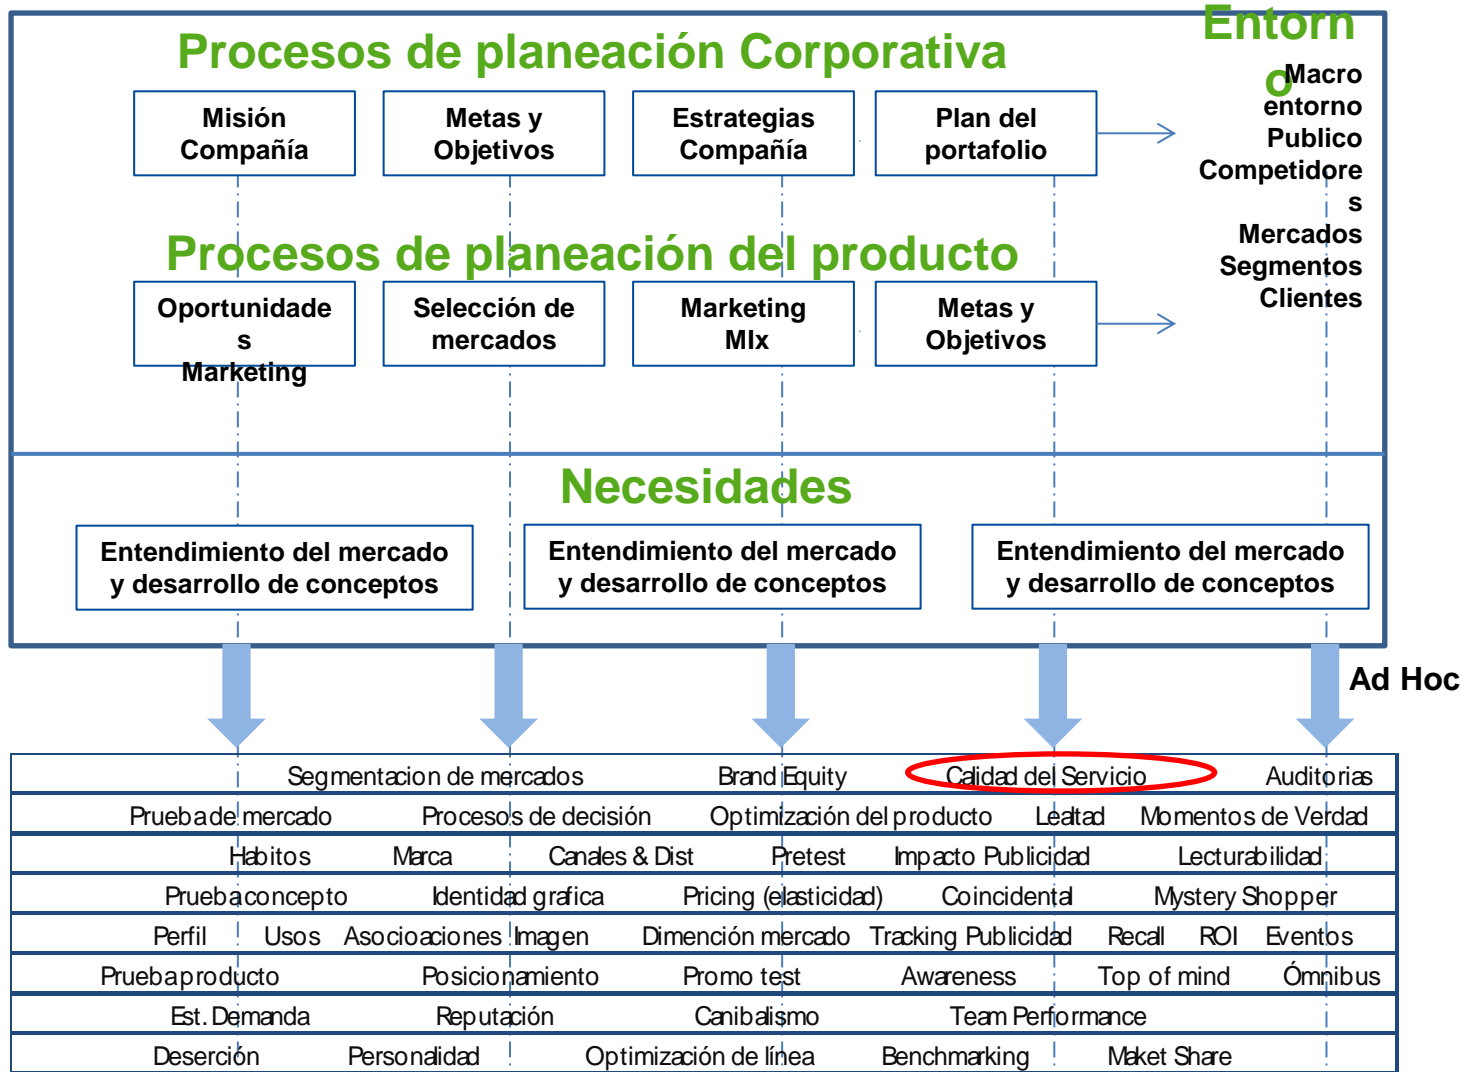 Procesos de planeación Corporativa
Entorn
o
Macro
entorno
Publico
Competidore
s
Mercados
Segmentos
Clientes
Misión
Compañía
Metas y
Objetivos
Estrategias
Compañía
Plan del
portafolio
Procesos de planeación del producto
Oportunidade
s
Marketing
Selección de
mercados
Marketing
MIx
Metas y
Objetivos
Necesidades
Entendimiento del mercado
y desarrollo de conceptos
Entendimiento del mercado
y desarrollo de conceptos
Entendimiento del mercado
y desarrollo de conceptos
Ad Hoc
Segmentacion de mercados Brand Equity Calidad del Servicio Auditorias
Prueba de mercado Procesos de decisión Optimización del producto Lealtad Momentos de Verdad
Habitos Marca Canales & Dist Pretest Impacto Publicidad Lecturabilidad
Prueba concepto Identidad grafica Pricing (elasticidad) Coincidental Mystery Shopper
Perfil Usos Asocioaciones Imagen Dimención mercado Tracking Publicidad Recall ROI Eventos
Prueba producto Posicionamiento Promo test Awareness Top of mind Ómnibus
Est. Demanda Reputación Canibalismo Team Performance
Deserción Personalidad Optimización de línea Benchmarking Maket Share